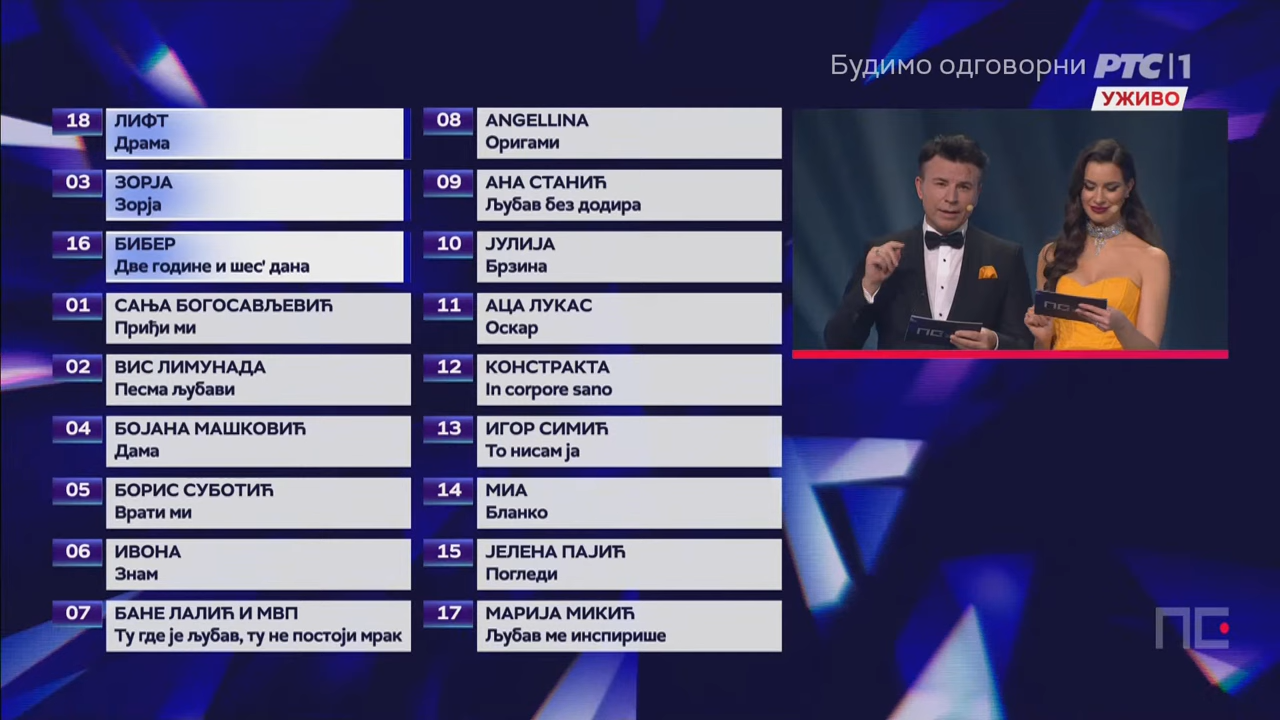 Будимо одговорни РТС|1
УЖИВО
18 ЛИФТ
Драма
03 ЗОРЈА
Зорја
16 БИБЕР
Две године и шес' дана
01 САЊА БОГОСАВЉЕВИЋ
Приђи ми
02 ВИС ЛИМУНАДА
Песма љубави
04 БОЈАНА МАШКОВИЋ
Дама
05 БОРИС СУБОТИЋ
Врати ми
06 ИВОНА
Знам
07 БАНЕ ЛАЛИЋ И МВП
Ту где је љубав, ту не постоји мрак
08 ANGELLINA
Оригами
09 АНА СТАНИЋ
Љубав без додира
10 ЈУЛИЈА
Брзина
11 АЦА ЛУКАС
Оскар
12 КОНСТРАКТА
In corpore sano
13 ИГОР СИМИЋ
То нисам ја
14 МИА
Бланко
15 ЈЕЛЕНА ПАЈИЋ
Погледи
17 МАРИЈА МИКИЋ
Љубав ме инспирише
ПС
ПС